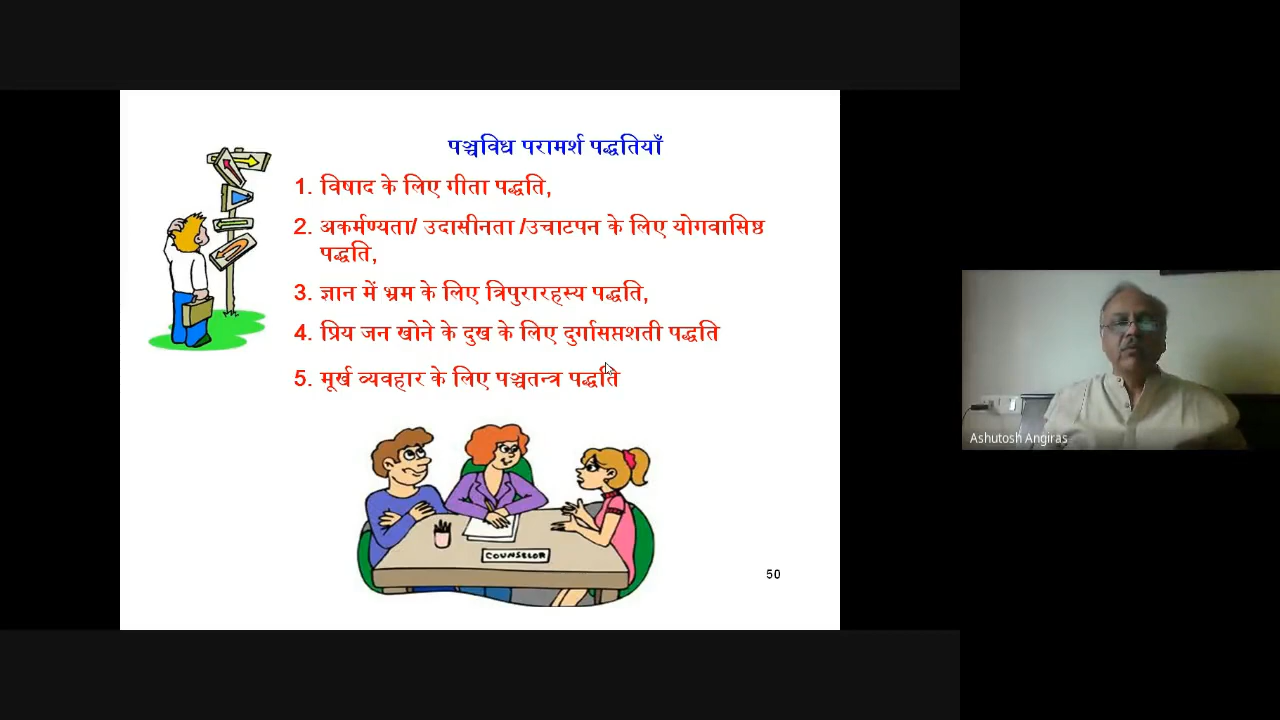 पञ्चविध परामर्श पद्धतियाँ
1. विषाद के लिए गीता पद्धति,
2. अकर्मण्यता/ उदासीनता /उचाटपन के लिए योगवासिष्ठ
पद्धति,
3. ज्ञान में भ्रम के लिए त्रिपुरारहस्य पद्धति,
4. प्रिय जन खोने के दुख के लिए दुर्गासप्तशती पद्धति
5. मूर्ख व्यवहार के लिए पञ्चतन्त्र पद्धति
COUNSELOR
50
Ashutosh Angiras